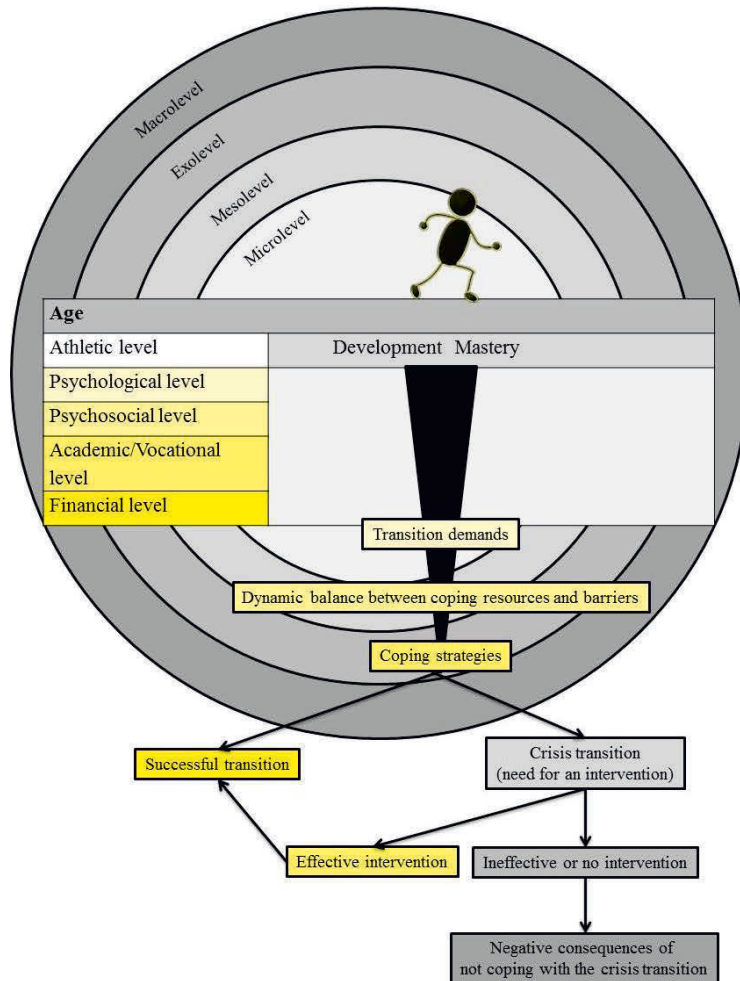 Macrolevel
Exolevel
Mesolevel
Microlevel
Age
Athletic level
Development Mastery
Psychological level
Psychosocial level
Academic/Vocational
level
Financial level
Transition demands
Dynamic balance between coping resources and barriers
Coping strategies
Successful transition
Crisis transition
(need for an intervention)
Effective intervention
Ineffective or no intervention
Negative consequences of
not coping with the crisis transition